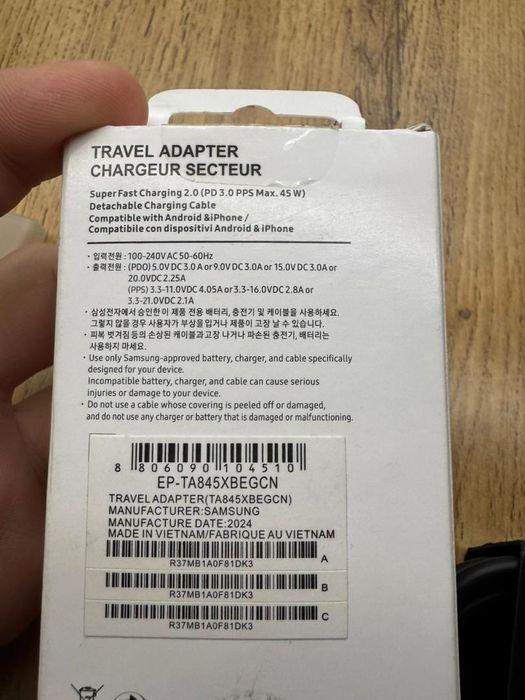 TRAVEL ADAPTER
CHARGEUR SECTEUR
Super Fast Charging 2.0 (PD 3.0 PPS Max. 45 W)
Detachable Charging Cable
Compatible with Android &iPhone /
Compatibile con dispositivi Android & iPhone
· 입력전원 : 100-240V AC 50-60Hz
· 출력전원 : (PDO) 5.0V DC 3.0 A or 9.0V DC 3.0A or 15.0V DC 3.0A or
20.0VDC 2.25A
(PPS) 3.3-11.0VDC 4.05A or 3.3-16.0VDC 2.8A or
3.3-21.0VDC 2.1A
· 삼성전자에서 승인한 이 제품 전용 배터리, 충전기 및 케이블을 사용하세요.
그렇지 않을 경우 사용자가 부상을 입거나 제품이 고장 날 수 있습니다.
· 피복 벗겨짐 등의 손상된 케이블과 고장 나거나 파손된 충전기, 배터리는
사용하지 마세요.
· Use only Samsung-approved battery, charger, and cable specifically
designed for your device.
Incompatible battery, charger, and cable can cause serious
injuries or damage to your device.
· Do not use a cable whose covering is peeled off or damaged,
and do not use any charger or battery that is damaged or malfunctioning.
8 806090 104510
EP-TA845XBEGCN
TRAVEL ADAPTER(TA845XBEGCN)
MANUFACTURER:SAMSUNG
MANUFACTURE DATE:2024
MADE IN VIETNAM/FABRIQUE AU VIETNAM
A
R37MB1A0F81DK3
B
R37MB1A0F81DK3
C
R37MB1A0F81DK3